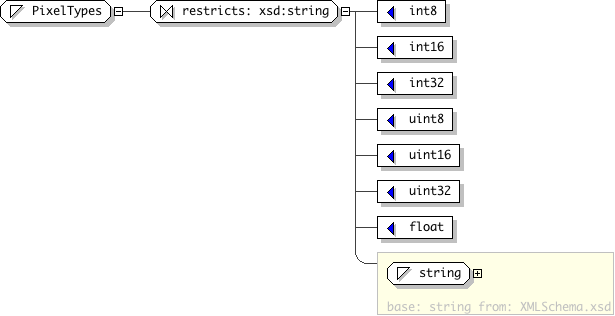 PixelTypes
restricts: xsd:string
int8
int16
int32
uint8
uint16
uint32
float
string
base: string from: XMLSchema.xsd